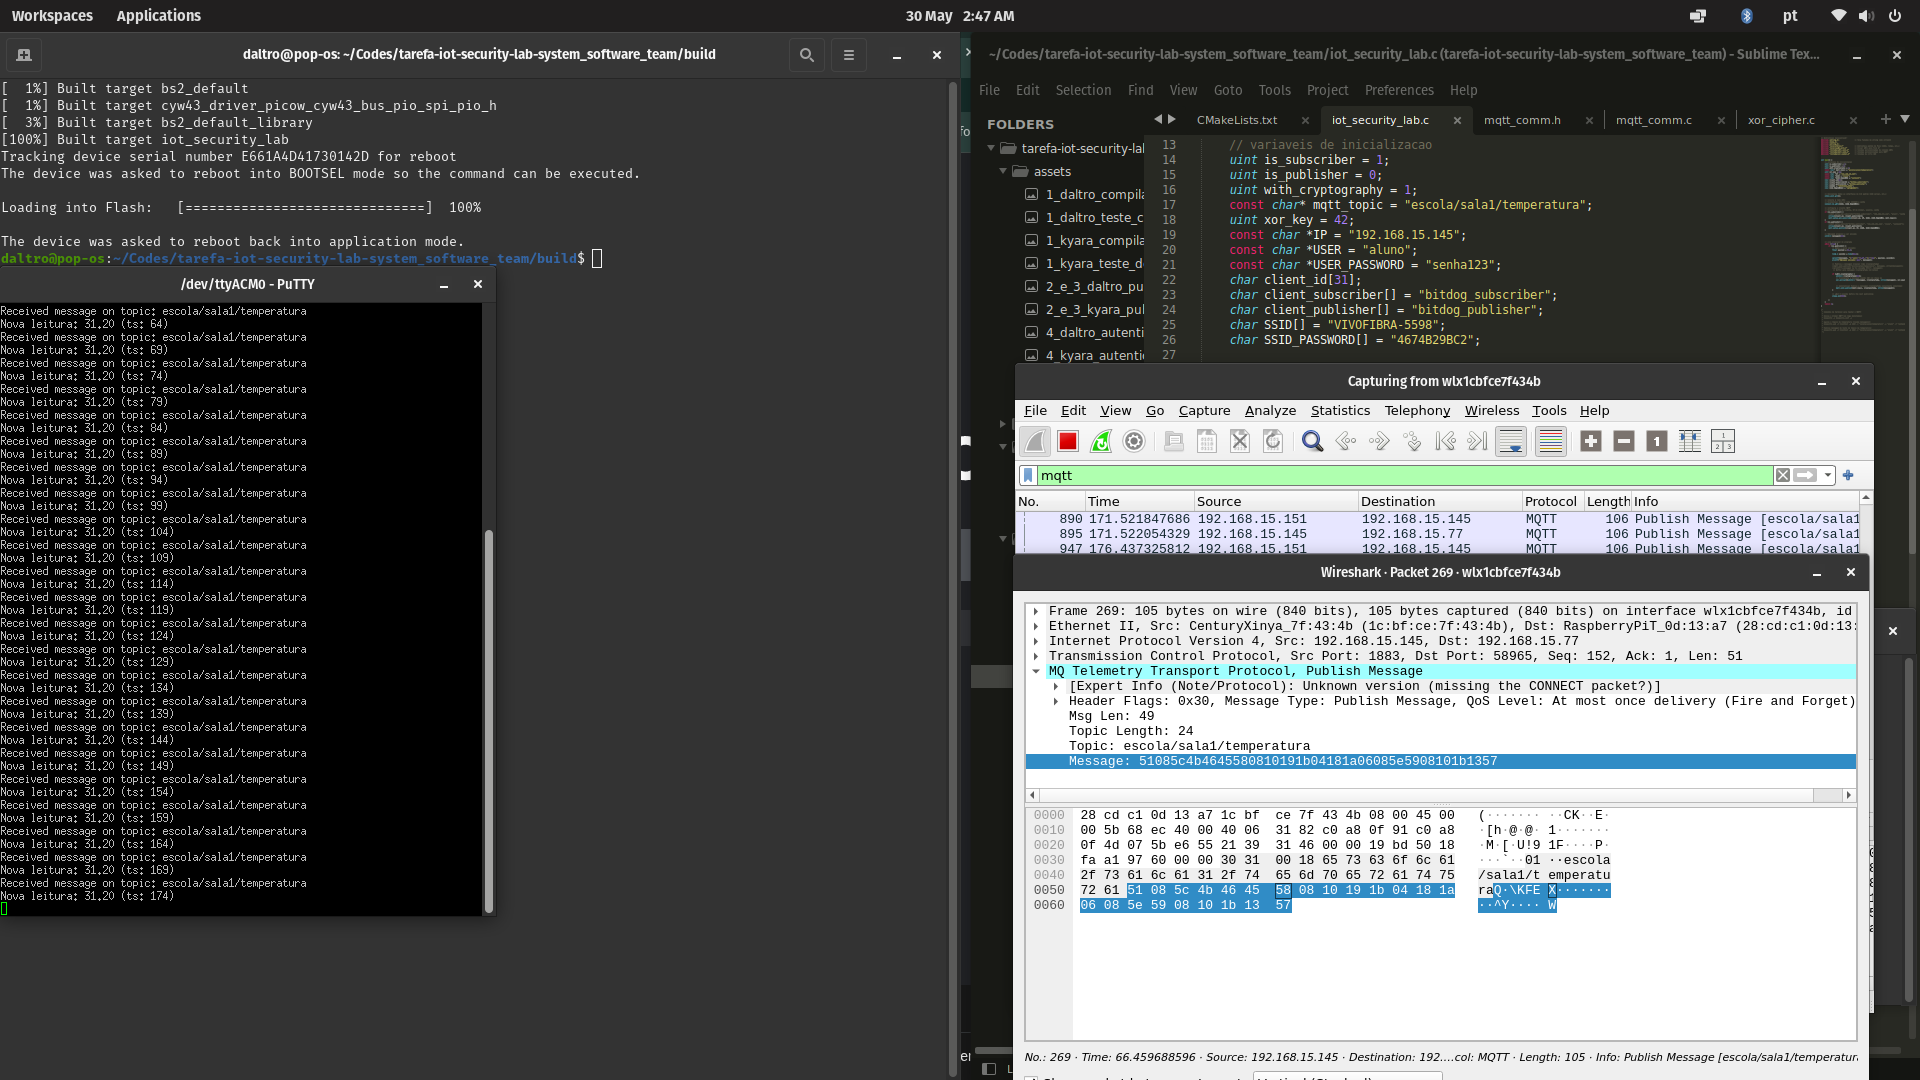 Workspaces Applications 30 May 2:47 AM pt
daltro@pop-os: ~/Codes/tarefa-iot-security-lab-system_software_team/build
[  1%] Built target bs2_default
[  1%] Built target cyw43_driver_picow_cyw43_bus_pio_spi_pio_h
[  3%] Built target bs2_default_library
[100%] Built target iot_security_lab
Tracking device serial number E661A4D41730142D for reboot
The device was asked to reboot into BOOTSEL mode so the command can be executed.
Loading into Flash:   [==============================]  100%
The device was asked to reboot back into application mode.
daltro@pop-os:~/Codes/tarefa-iot-security-lab-system_software_team/build$
/dev/ttyACM0 - PuTTY
Received message on topic: escola/sala1/temperatura
Nova leitura: 31.20 (ts: 64)
Received message on topic: escola/sala1/temperatura
Nova leitura: 31.20 (ts: 69)
Received message on topic: escola/sala1/temperatura
Nova leitura: 31.20 (ts: 74)
Received message on topic: escola/sala1/temperatura
Nova leitura: 31.20 (ts: 79)
Received message on topic: escola/sala1/temperatura
Nova leitura: 31.20 (ts: 84)
Received message on topic: escola/sala1/temperatura
Nova leitura: 31.20 (ts: 89)
Received message on topic: escola/sala1/temperatura
Nova leitura: 31.20 (ts: 94)
Received message on topic: escola/sala1/temperatura
Nova leitura: 31.20 (ts: 99)
Received message on topic: escola/sala1/temperatura
Nova leitura: 31.20 (ts: 104)
Received message on topic: escola/sala1/temperatura
Nova leitura: 31.20 (ts: 109)
Received message on topic: escola/sala1/temperatura
Nova leitura: 31.20 (ts: 114)
Received message on topic: escola/sala1/temperatura
Nova leitura: 31.20 (ts: 119)
Received message on topic: escola/sala1/temperatura
Nova leitura: 31.20 (ts: 124)
Received message on topic: escola/sala1/temperatura
Nova leitura: 31.20 (ts: 129)
Received message on topic: escola/sala1/temperatura
Nova leitura: 31.20 (ts: 134)
Received message on topic: escola/sala1/temperatura
Nova leitura: 31.20 (ts: 139)
Received message on topic: escola/sala1/temperatura
Nova leitura: 31.20 (ts: 144)
Received message on topic: escola/sala1/temperatura
Nova leitura: 31.20 (ts: 149)
Received message on topic: escola/sala1/temperatura
Nova leitura: 31.20 (ts: 154)
Received message on topic: escola/sala1/temperatura
Nova leitura: 31.20 (ts: 159)
Received message on topic: escola/sala1/temperatura
Nova leitura: 31.20 (ts: 164)
Received message on topic: escola/sala1/temperatura
Nova leitura: 31.20 (ts: 169)
Received message on topic: escola/sala1/temperatura
Nova leitura: 31.20 (ts: 174)
~/Codes/tarefa-iot-security-lab-system_software_team/iot_security_lab.c (tarefa-iot-security-lab-system_software_team) - Sublime Tex...
File Edit Selection Find View Goto Tools Project Preferences Help
CMakeLists.txt iot_security_lab.c mqtt_comm.h mqtt_comm.c xor_cipher.c
FOLDERS
tarefa-iot-security-lal
assets
1_daltro_compila
1_daltro_teste_c
1_kyara_compila
1_kyara_teste_d
2_e_3_daltro_pu
2_e_3_kyara_pul
4_daltro_autenti
4_kyara_autenti
13 // variaveis de inicializacao
14 uint is_subscriber = 1;
15 uint is_publisher = 0;
16 uint with_cryptography = 1;
17 const char* mqtt_topic = "escola/sala1/temperatura";
18 uint xor_key = 42;
19 const char *IP = "192.168.15.145";
20 const char *USER = "aluno";
21 const char *USER_PASSWORD = "senha123";
22 char client_id[31];
23 char client_subscriber[] = "bitdog_subscriber";
24 char client_publisher[] = "bitdog_publisher";
25 char SSID[] = "VIVOFIBRA-5598";
26 char SSID_PASSWORD[] = "4674B29BC2";
27
Capturing from wlx1cbfce7f434b
File Edit View Go Capture Analyze Statistics Telephony Wireless Tools Help
mqtt
No. Time Source Destination Protocol Length Info
890 171.521847686 192.168.15.151 192.168.15.145 MQTT 106 Publish Message [escola/sala1
895 171.522054329 192.168.15.145 192.168.15.77 MQTT 106 Publish Message [escola/sala1
947 176.437325812 192.168.15.151 192.168.15.145 MQTT 106 Publish Message [escola/sala1
Wireshark · Packet 269 · wlx1cbfce7f434b
Frame 269: 105 bytes on wire (840 bits), 105 bytes captured (840 bits) on interface wlx1cbfce7f434b, id
Ethernet II, Src: CenturyXinya_7f:43:4b (1c:bf:ce:7f:43:4b), Dst: RaspberryPiT_0d:13:a7 (28:cd:c1:0d:13:
Internet Protocol Version 4, Src: 192.168.15.145, Dst: 192.168.15.77
Transmission Control Protocol, Src Port: 1883, Dst Port: 58965, Seq: 152, Ack: 1, Len: 51
MQ Telemetry Transport Protocol, Publish Message
[Expert Info (Note/Protocol): Unknown version (missing the CONNECT packet?)]
Header Flags: 0x30, Message Type: Publish Message, QoS Level: At most once delivery (Fire and Forget)
Msg Len: 49
Topic Length: 24
Topic: escola/sala1/temperatura
Message: 51085c4b4645580810191b04181a06085e5908101b1357
0000 28 cd c1 0d 13 a7 1c bf ce 7f 43 4b 08 00 45 00 (······· ··CK··E·
0010 00 5b 68 ec 40 00 40 06 31 82 c0 a8 0f 91 c0 a8 ·[h·@·@· 1·······
0020 0f 4d 07 5b e6 55 21 39 31 46 00 00 19 bd 50 18 ·M·[·U!9 1F····P·
0030 fa a1 97 60 00 00 30 31 00 18 65 73 63 6f 6c 61 ···`··01 ··escola
0040 2f 73 61 6c 61 31 2f 74 65 6d 70 65 72 61 74 75 /sala1/t emperatu
0050 72 61 51 08 5c 4b 46 45 58 08 10 19 1b 04 18 1a raQ·\KFE X·······
0060 06 08 5e 59 08 10 1b 13 57 ··^Y···· W
No.: 269 · Time: 66.459688596 · Source: 192.168.15.145 · Destination: 192....col: MQTT · Length: 105 · Info: Publish Message [escola/sala1/temperatura